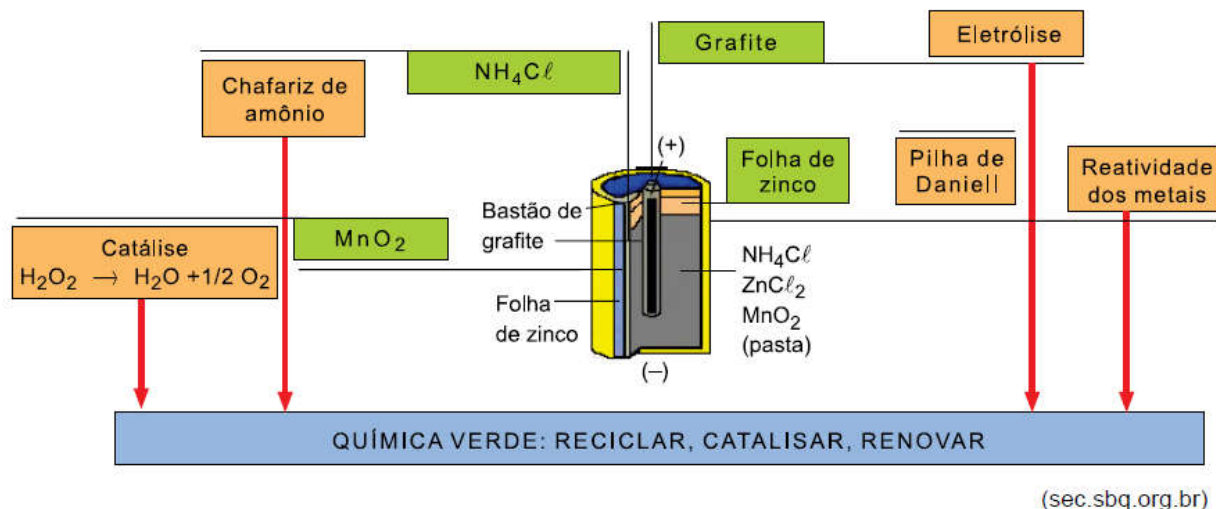 Grafite
Eletrólise
NH₄Cℓ
Chafariz de
amônio
(+)
Folha de
zinco
Pilha de
Daniell
Reatividade
dos metais
Bastão de
grafite
MnO₂
Catálise
H₂O₂ → H₂O +1/2 O₂
NH₄Cℓ
ZnCℓ₂
MnO₂
(pasta)
Folha
de zinco
(–)
QUÍMICA VERDE: RECICLAR, CATALISAR, RENOVAR
(sec.sbq.org.br)